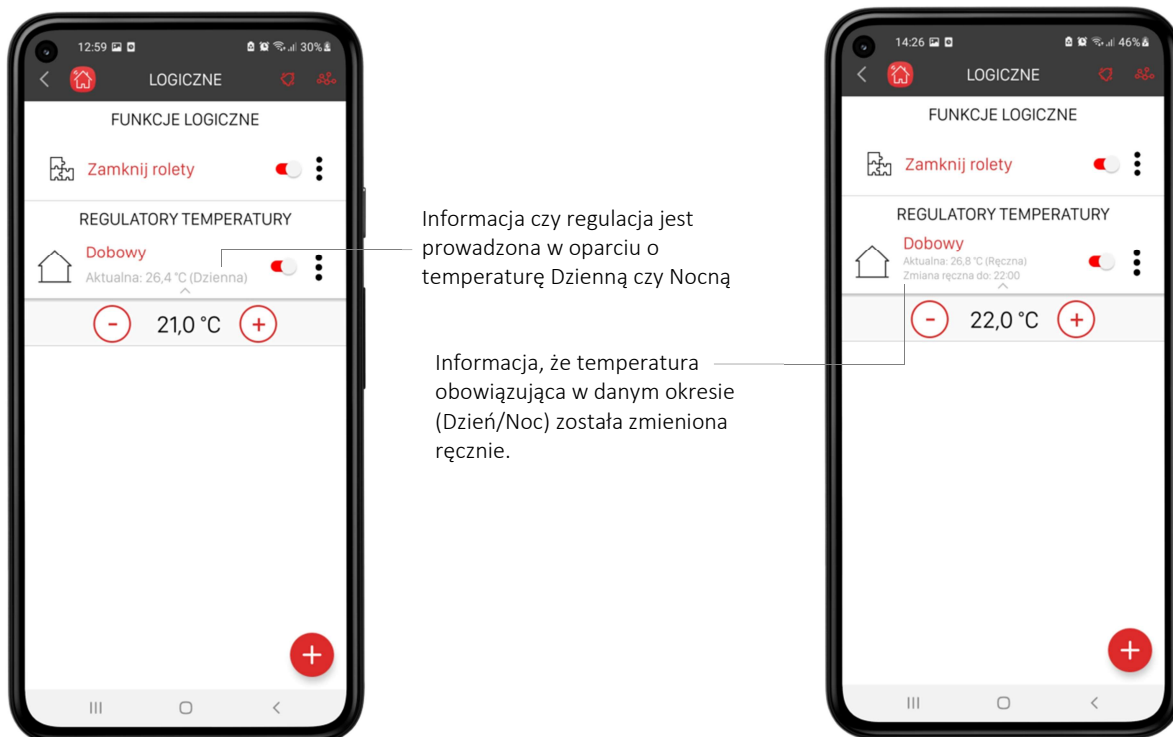 12:59 30%
LOGICZNE
FUNKCJE LOGICZNE
Zamknij rolety
REGULATORY TEMPERATURY
Dobowy
Aktualna: 26,4 °C (Dzienna)
- 21,0 °C +
+
Informacja czy regulacja jest
prowadzona w oparciu o
temperaturę Dzienną czy Nocną
Informacja, że temperatura
obowiązująca w danym okresie
(Dzień/Noc) została zmieniona
ręcznie.
14:26 46%
LOGICZNE
FUNKCJE LOGICZNE
Zamknij rolety
REGULATORY TEMPERATURY
Dobowy
Aktualna: 26,8 °C (Ręczna)
Zmiana ręczna do: 22:00
- 22,0 °C +
+